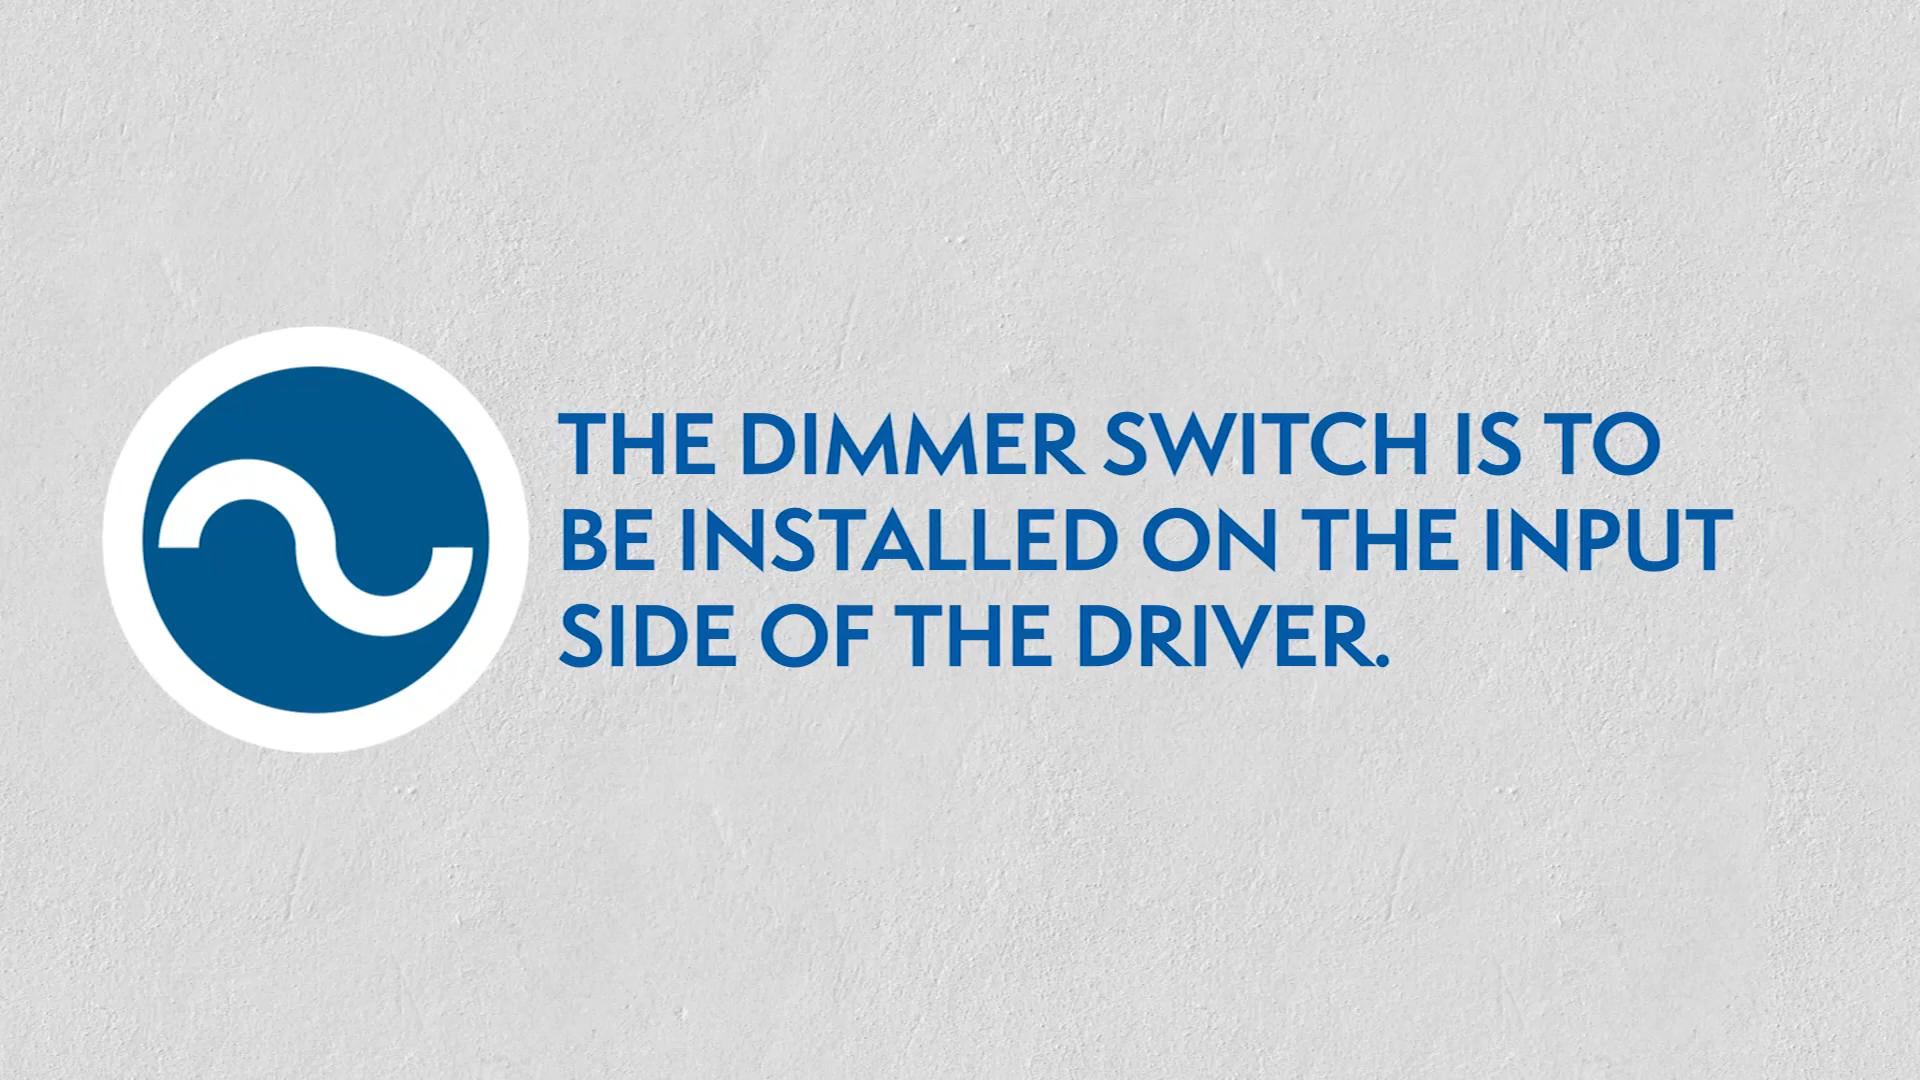 THE DIMMER SWITCH IS TO
BE INSTALLED ON THE INPUT
SIDE OF THE DRIVER.